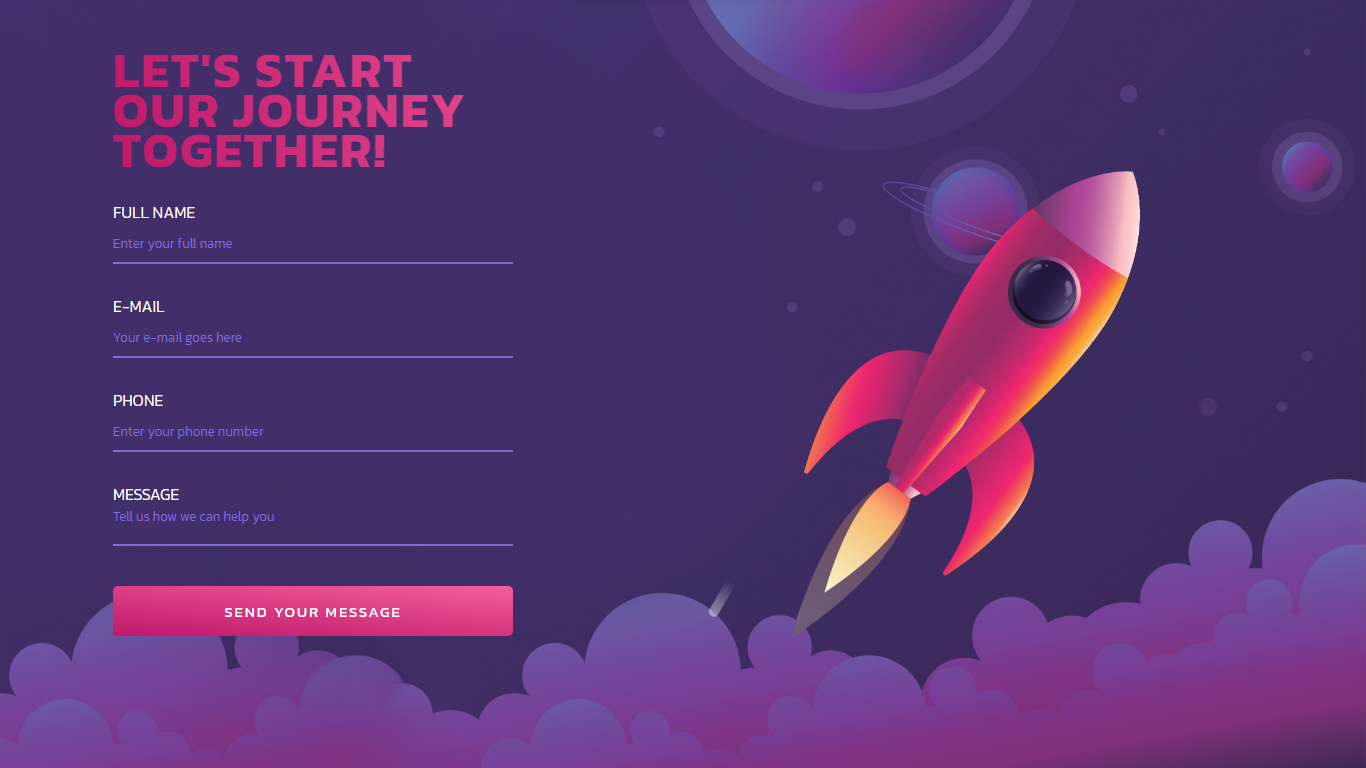 LET'S START
OUR JOURNEY
TOGETHER!
FULL NAME
Enter your full name
E-MAIL
Your e-mail goes here
PHONE
Enter your phone number
MESSAGE
Tell us how we can help you
SEND YOUR MESSAGE